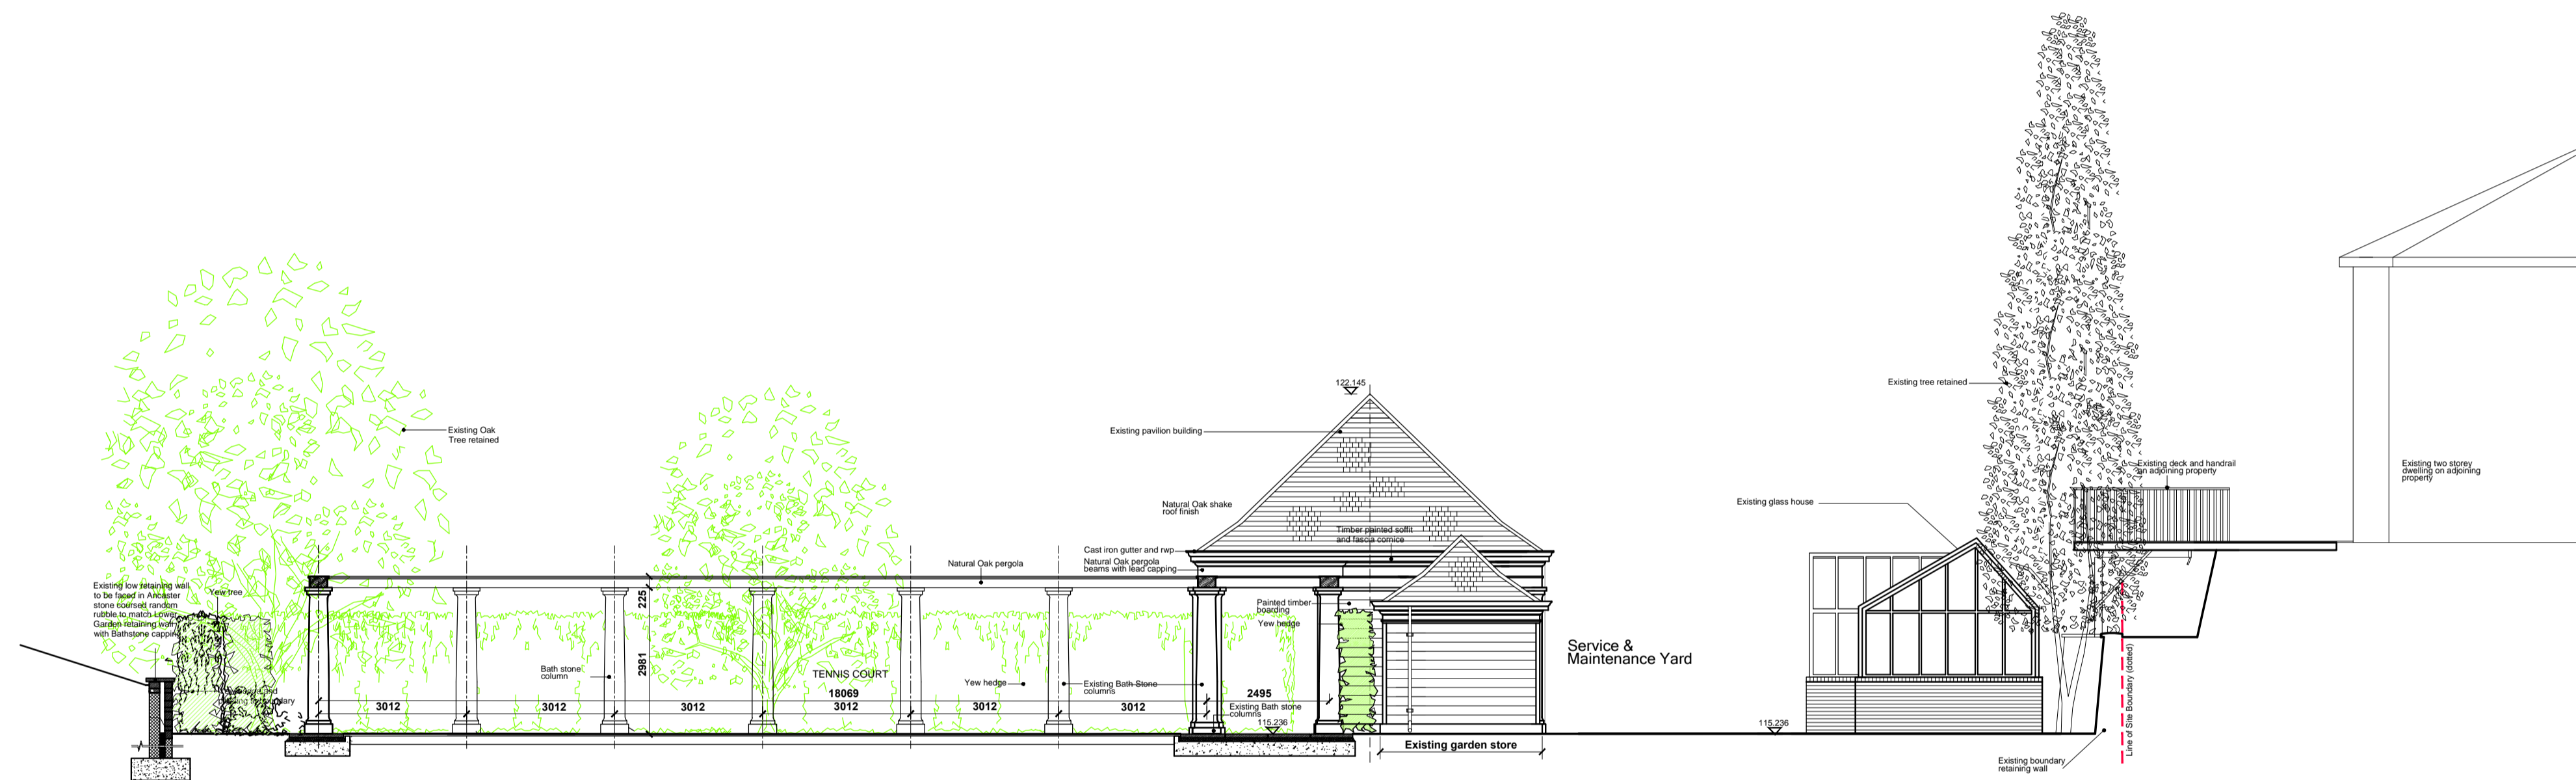 122.145
Existing tree retained
Existing Oak
Tree retained
Existing pavilion building
Existing deck and handrail
on adjoining property
Existing two storey
dwelling on adjoining
property
Existing glass house
Natural Oak shake
roof finish
Timber painted soffit
and fascia cornice
Cast iron gutter and rwp
Natural Oak pergola
beams with lead capping
Natural Oak pergola
Existing low retaining wall
to be faced in Ancaster
stone coursed random
rubble to match Lower
Garden retaining wall
with Bathstone capping
Yew tree
225
2981
Painted timber
boarding
Yew hedge
Service &
Maintenance Yard
Bath stone
column
TENNIS COURT
Yew hedge
Existing Bath Stone
columns
18069
2495
3012
3012
3012
3012
3012
3012
Existing Bath stone
columns
115.236
115.236
Existing garden store
Line of Site Boundary (dotted)
Existing boundary
retaining wall